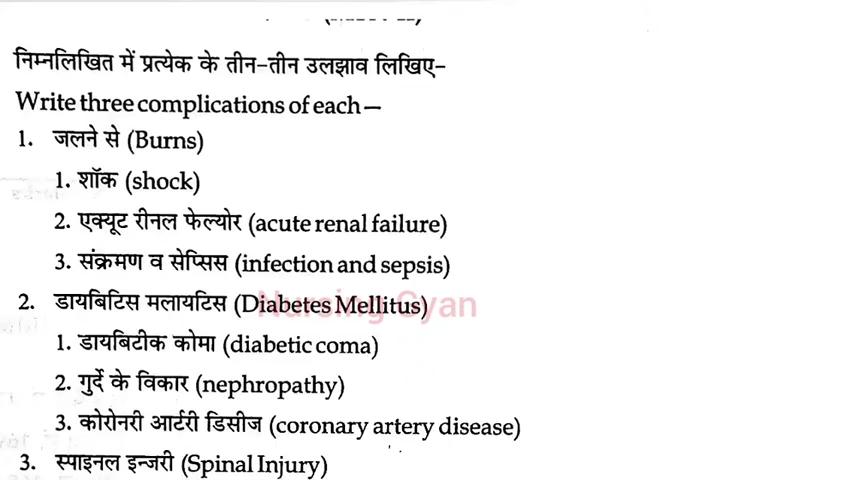 निम्नलिखित में प्रत्येक के तीन-तीन उलझाव लिखिए-
Write three complications of each—
1. जलने से (Burns)
1. शॉक (shock)
2. एक्यूट रीनल फेल्योर (acute renal failure)
3. संक्रमण व सेप्सिस (infection and sepsis)
2. डायबिटिस मलायटिस (Diabetes Mellitus)
Nursing Gyan
1. डायबिटीक कोमा (diabetic coma)
2. गुर्दे के विकार (nephropathy)
3. कोरोनरी आर्टरी डिसीज (coronary artery disease)
3. स्पाइनल इन्जरी (Spinal Injury)